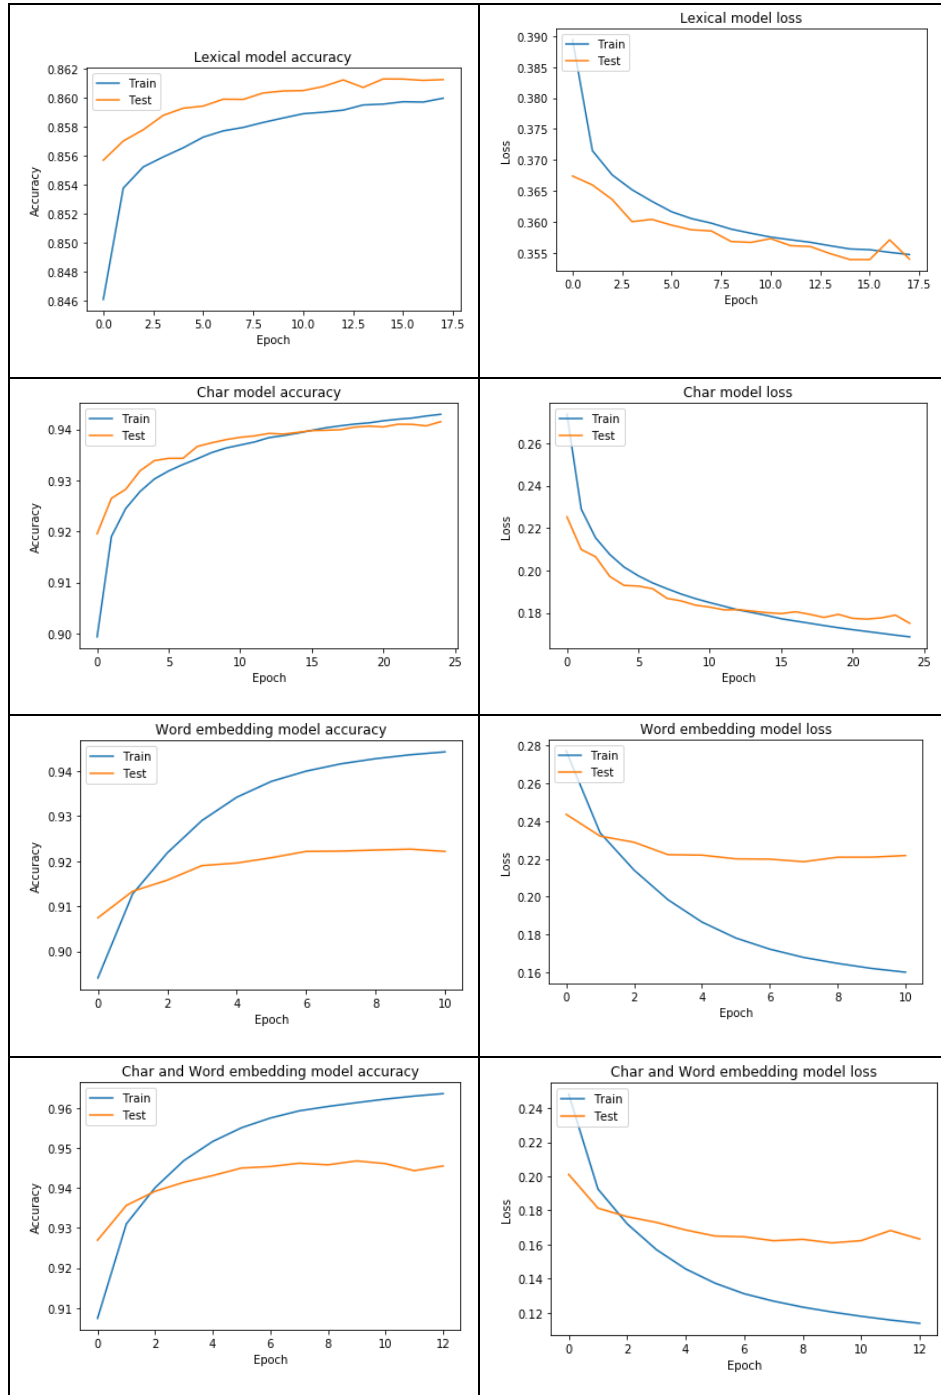 Lexical model accuracy
Train
Test
Accuracy
0.862
0.860
0.858
0.856
0.854
0.852
0.850
0.848
0.846
0.0 2.5 5.0 7.5 10.0 12.5 15.0 17.5
Epoch
Lexical model loss
Train
Test
Loss
0.390
0.385
0.380
0.375
0.370
0.365
0.360
0.355
0.0 2.5 5.0 7.5 10.0 12.5 15.0 17.5
Epoch
Char model accuracy
Train
Test
Accuracy
0.94
0.93
0.92
0.91
0.90
0 5 10 15 20 25
Epoch
Char model loss
Train
Test
Loss
0.26
0.24
0.22
0.20
0.18
0 5 10 15 20 25
Epoch
Word embedding model accuracy
Train
Test
Accuracy
0.94
0.93
0.92
0.91
0.90
0 2 4 6 8 10
Epoch
Word embedding model loss
Train
Test
Loss
0.28
0.26
0.24
0.22
0.20
0.18
0.16
0 2 4 6 8 10
Epoch
Char and Word embedding model accuracy
Train
Test
Accuracy
0.96
0.95
0.94
0.93
0.92
0.91
0 2 4 6 8 10 12
Epoch
Char and Word embedding model loss
Train
Test
Loss
0.24
0.22
0.20
0.18
0.16
0.14
0.12
0 2 4 6 8 10 12
Epoch